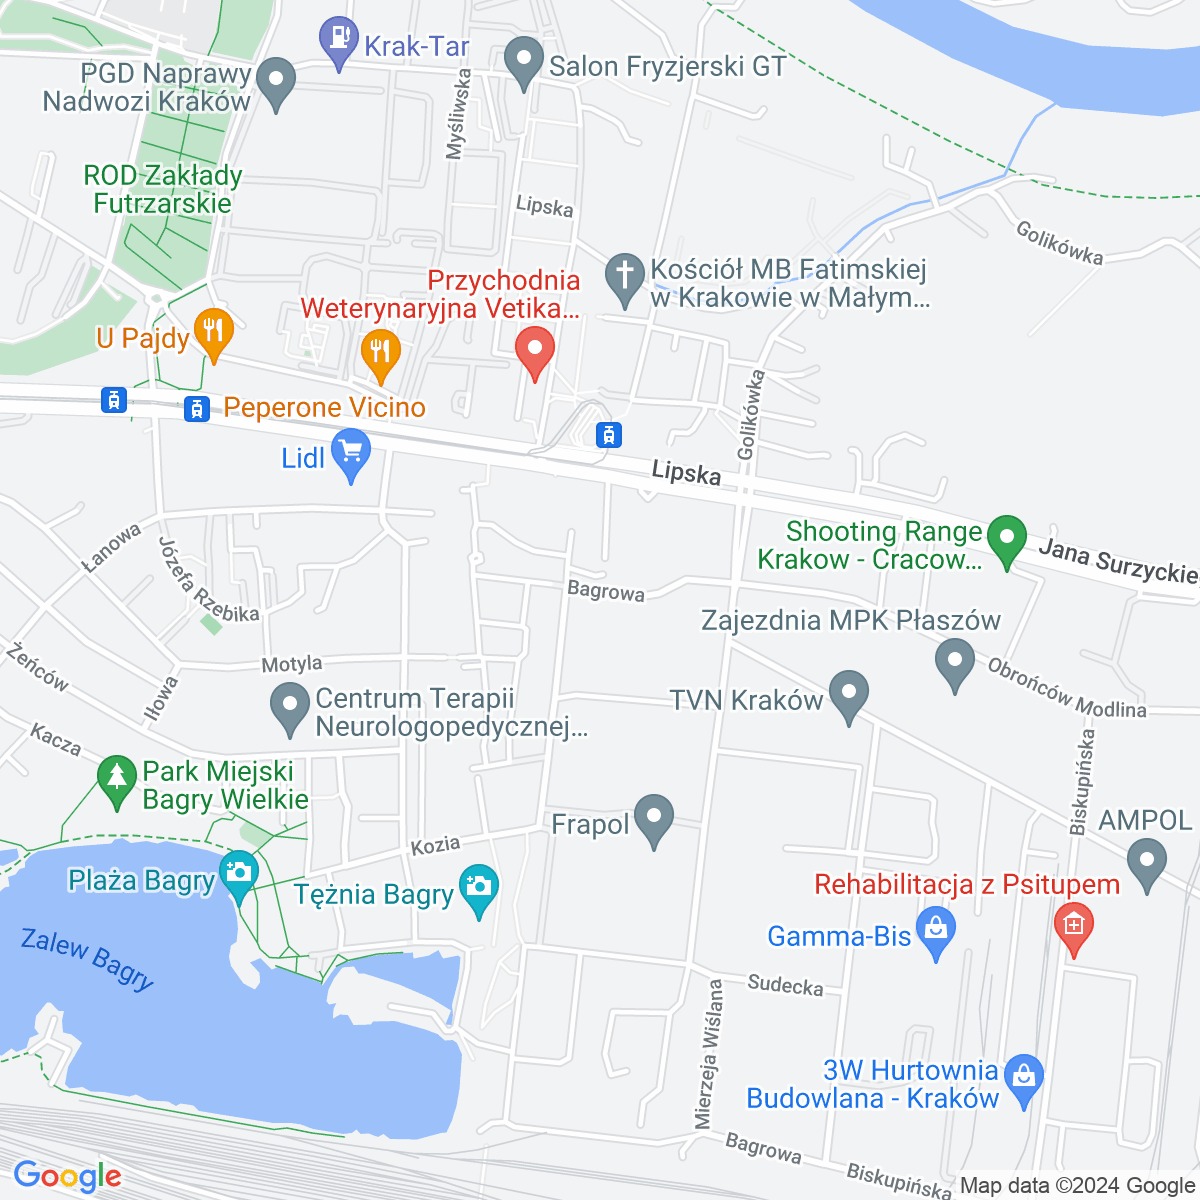 Krak-Tar
Salon Fryzjerski GT
PGD Naprawy
Nadwozi Kraków
Myśliwska
ROD Zakłady
Futrzarskie
Lipska
Golikówka
Kościół MB Fatimskiej
w Krakowie w Małym...
Przychodnia
Weterynaryjna Vetika...
U Pajdy
Peperone Vicino
Golikówka
Lidl
Lipska
Shooting Range
Krakow - Cracow...
Jana Surzyckie
Łanowa
Józefa Rzebika
Bagrowa
Zajezdnia MPK Płaszów
Żeńców
Motyla
Obrońców Modlina
Iłowa
Centrum Terapii
Neurologopedycznej...
TVN Kraków
Kacza
Biskupińska
Park Miejski
Bagry Wielkie
Frapol
AMPOL
Kozia
Plaża Bagry
Tężnia Bagry
Rehabilitacja z Psitupem
Gamma-Bis
Zalew Bagry
Sudecka
Mierzeja Wiślana
3W Hurtownia
Budowlana - Kraków
Bagrowa
Biskupińska
Google
Map data ©2024 Google